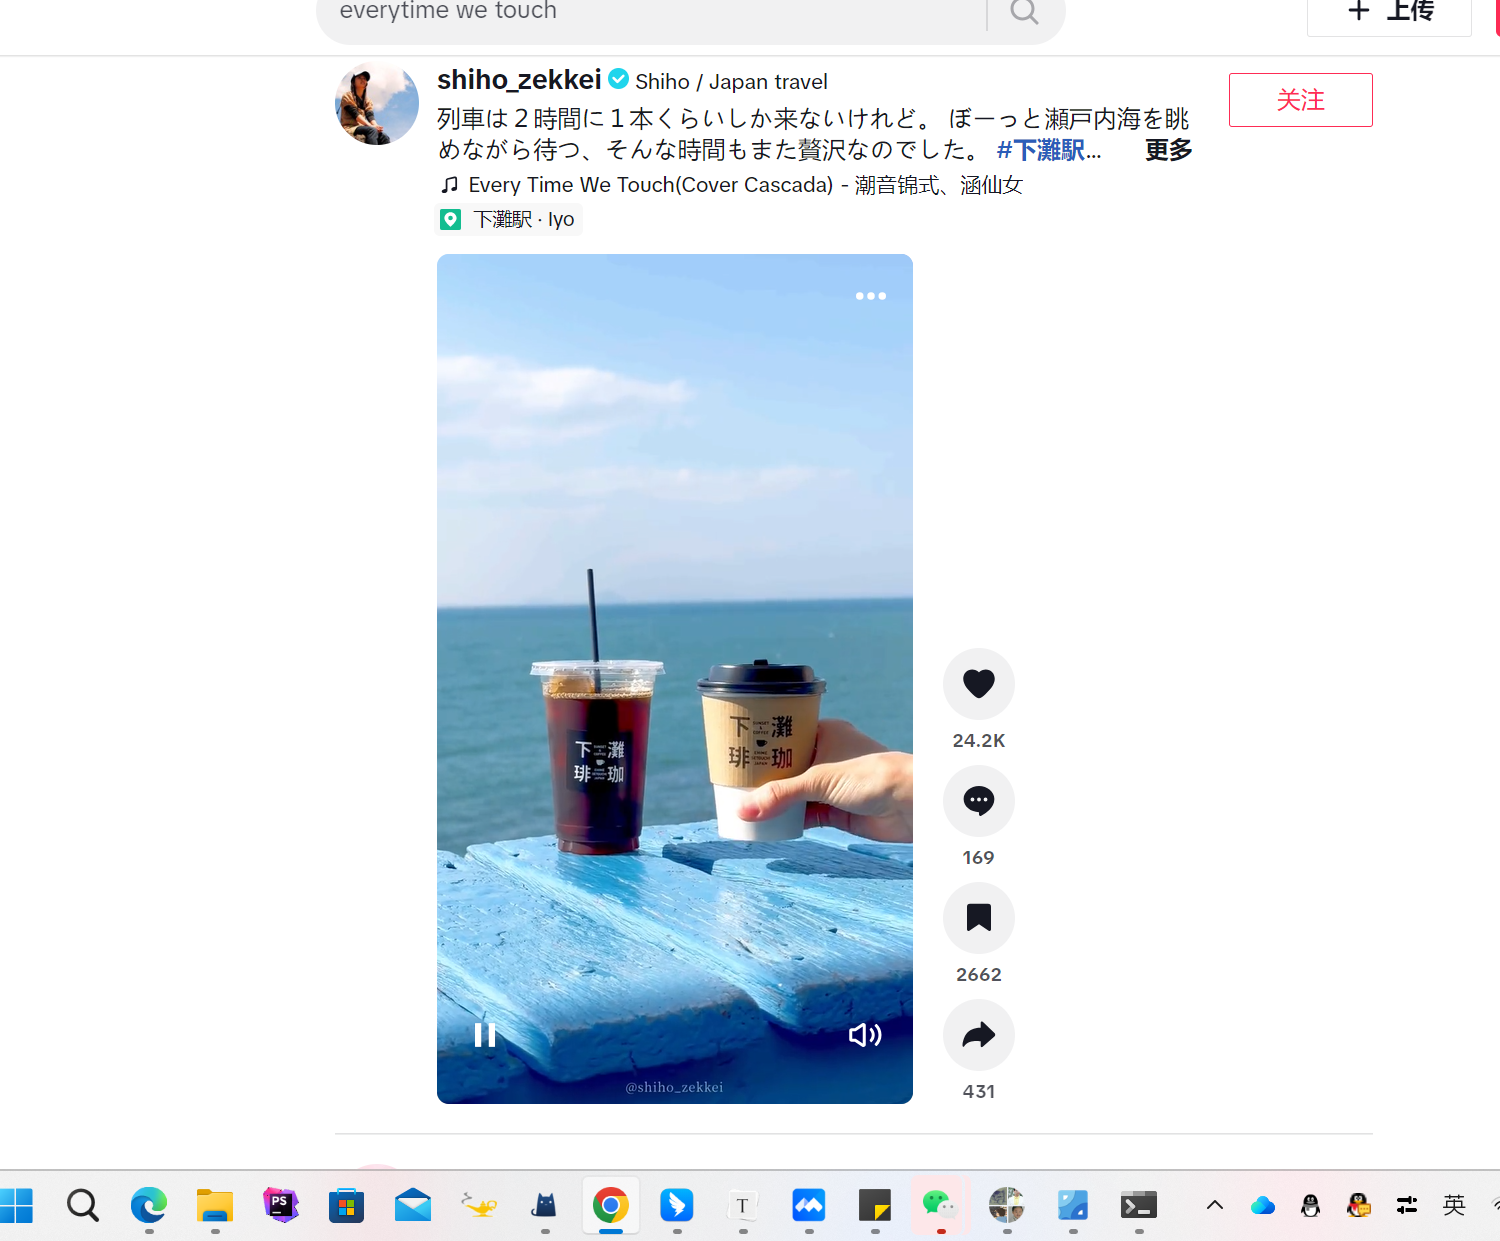 everytime we touch
上传
shiho_zekkei Shiho / Japan travel
関注
列車は２時間に１本くらいしか来ないけれど。 ぼーっと瀬戸内海を眺
めながら待つ、そんな時間もまた贅沢なのでした。 #下灘駅... 更多
Every Time We Touch(Cover Cascada) - 潮音锦式、涵仙女
下灘駅 · Iyo
下灘
珈琲
下灘
珈琲
24.2K
169
2662
431
@shiho_zekkei
PS
T
英